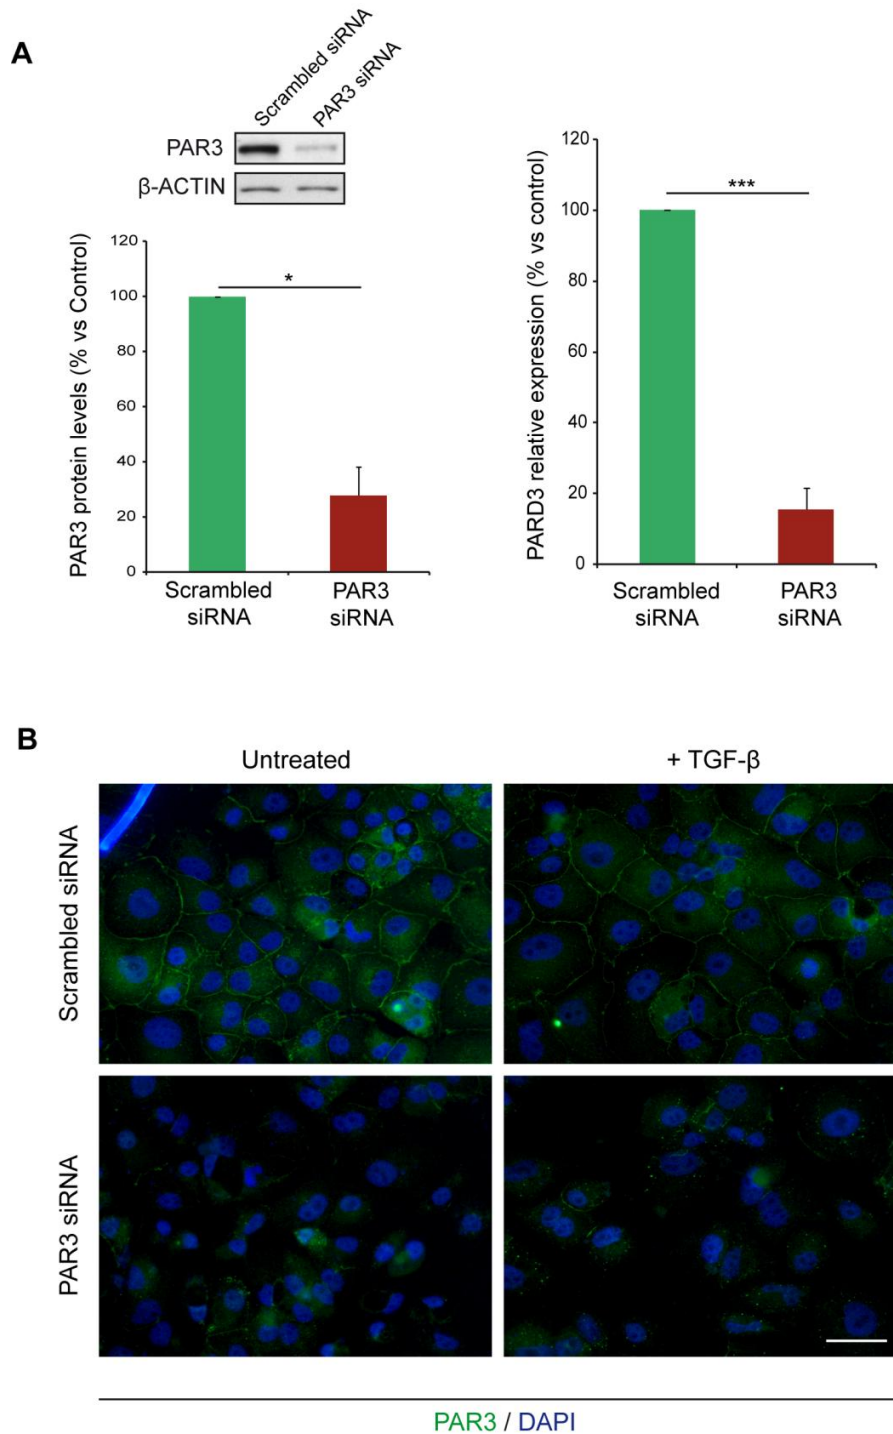 A
Scrambled siRNA
PAR3 siRNA
PAR3
β-ACTIN
PAR3 protein levels (% vs Control)
120
100
80
60
40
20
0
*
Scrambled
siRNA
PAR3
siRNA
PARD3 relative expression (% vs control)
120
100
80
60
40
20
0
***
Scrambled
siRNA
PAR3
siRNA
B
Untreated
+ TGF-β
Scrambled siRNA
PAR3 siRNA
PAR3 / DAPI